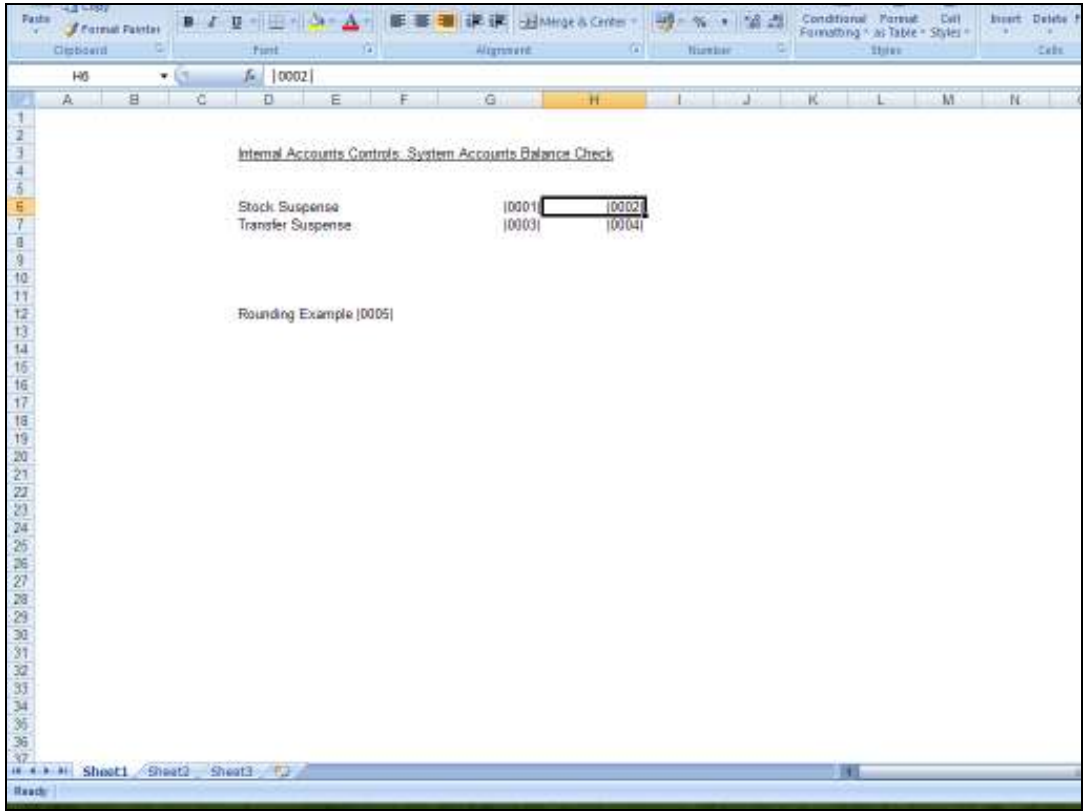 Copy
Paste
Format Painter
B I U A Merge & Center % Conditional Format Cell Insert Delete
Formatting as Table Styles
Clipboard Font Alignment Number Styles Cells
H6 fx |0002|
A B C D E F G H I J K L M N
1
2
3 Internal Accounts Controls: System Accounts Balance Check
4
5
6 Stock Suspense |0001| |0002|
7 Transfer Suspense |0003| |0004|
8
9
10
11
12 Rounding Example |0005|
13
14
15
16
17
18
19
20
21
22
23
24
25
26
27
28
29
30
31
32
33
34
35
36
37
Sheet1 Sheet2 Sheet3
Ready